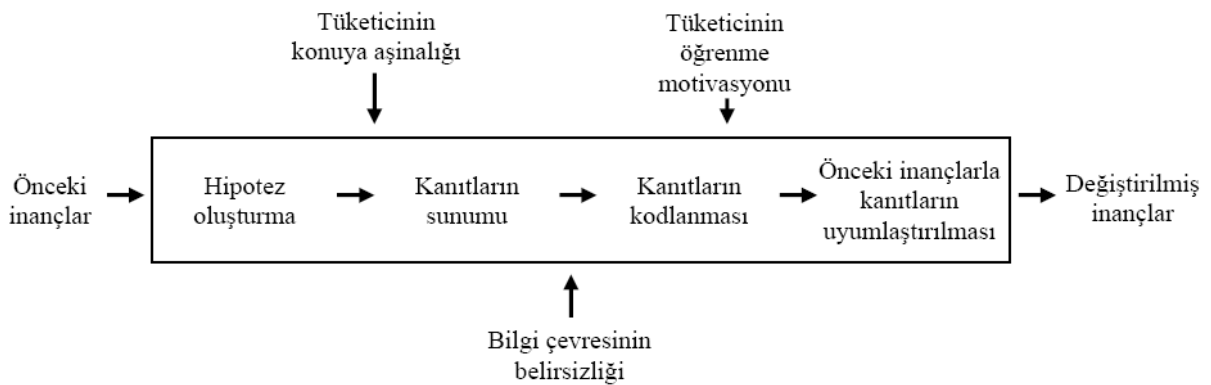 Tüketicinin
konuya aşinalığı
Tüketicinin
öğrenme
motivasyonu
Önceki
inançlar
Hipotez
oluşturma
Kanıtların
sunumu
Kanıtların
kodlanması
Önceki inançlarla
kanıtların
uyumlaştırılması
Değiştirilmiş
inançlar
Bilgi çevresinin
belirsizliği